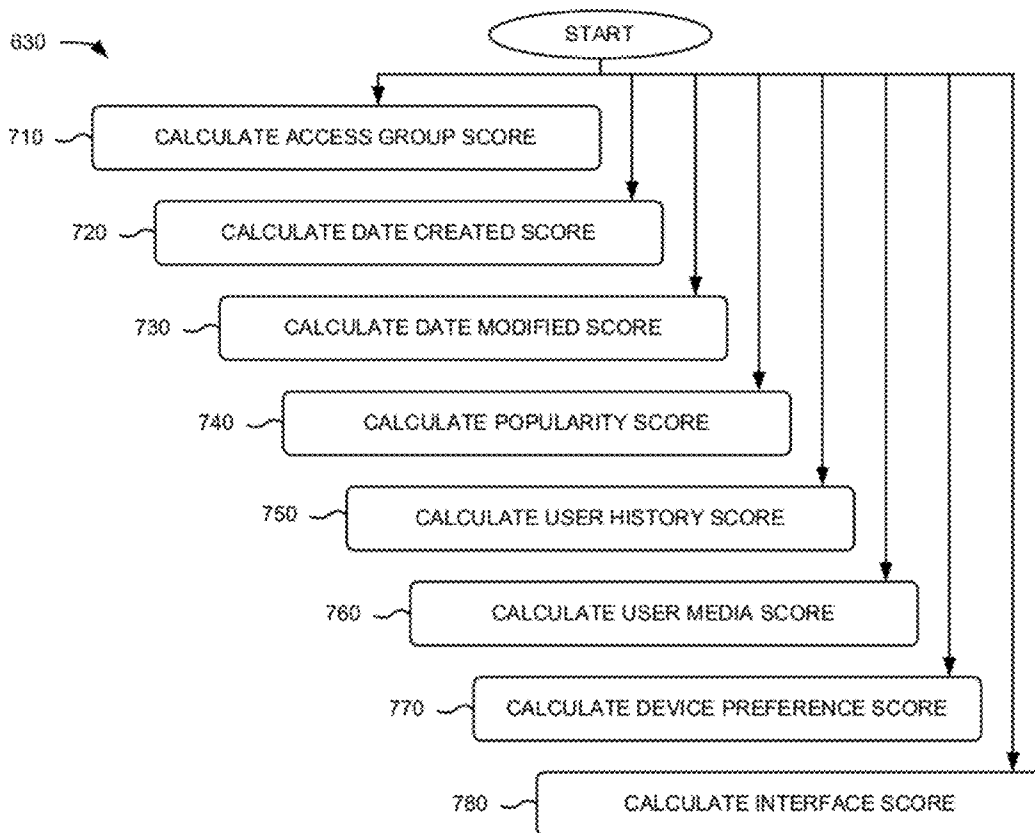 630
START
710 CALCULATE ACCESS GROUP SCORE
720 CALCULATE DATE CREATED SCORE
730 CALCULATE DATE MODIFIED SCORE
740 CALCULATE POPULARITY SCORE
750 CALCULATE USER HISTORY SCORE
760 CALCULATE USER MEDIA SCORE
770 CALCULATE DEVICE PREFERENCE SCORE
780 CALCULATE INTERFACE SCORE